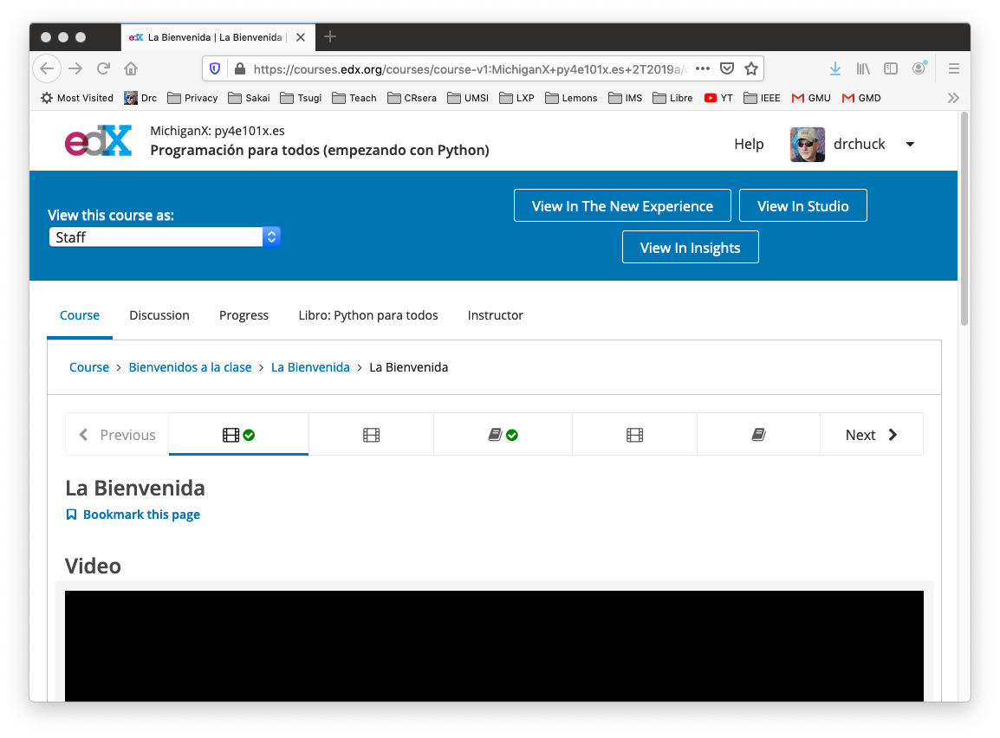 edX La Bienvenida | La Bienvenida |
https://courses.edx.org/courses/course-v1:MichiganX+py4e101x.es+2T2019a/
Most Visited Drc Privacy Sakai Tsugi Teach CRsera UMSI LXP Lemons IMS Libre YT IEEE GMU GMD
edX MichiganX: py4e101x.es
Programación para todos (empezando con Python)
Help drchuck
View this course as:
Staff
View In The New Experience View In Studio
View In Insights
Course Discussion Progress Libro: Python para todos Instructor
Course > Bienvenidos a la clase > La Bienvenida > La Bienvenida
Previous Next
La Bienvenida
Bookmark this page
Video